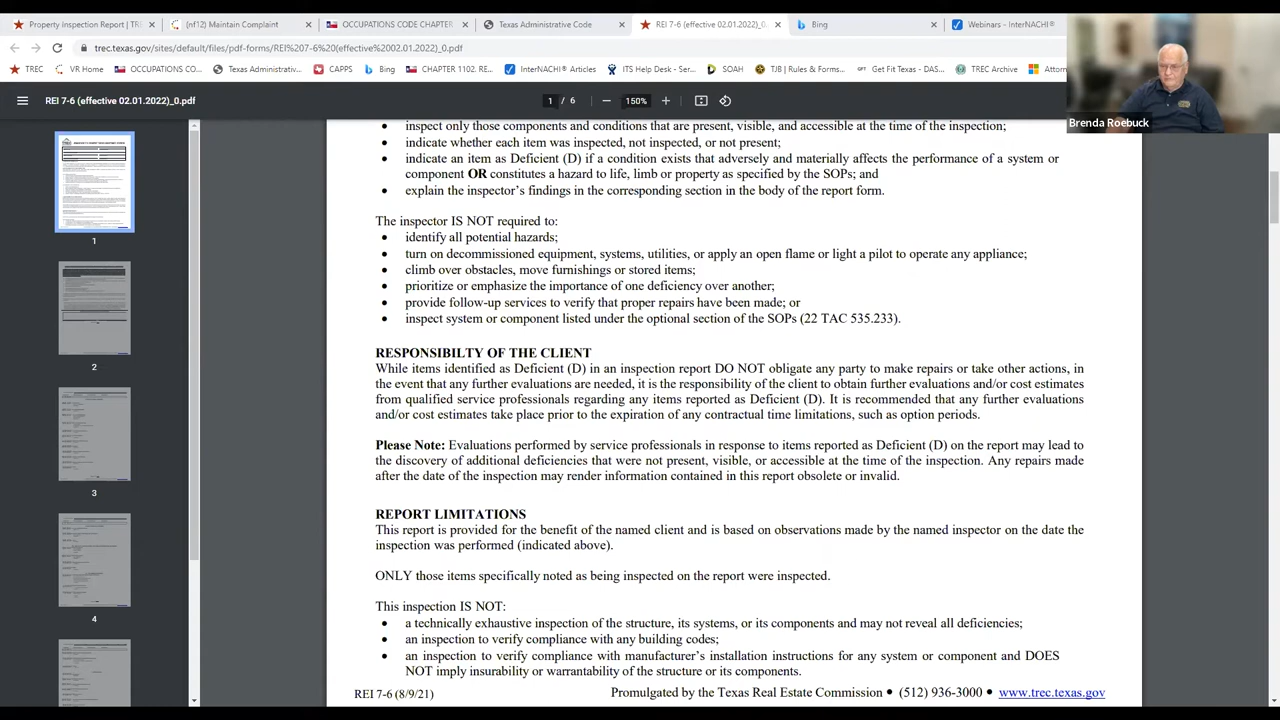 Property Inspection Report | TRE
(nf12) Maintain Complaint
OCCUPATIONS CODE CHAPTER
Texas Administrative Code
REI 7-6 (effective 02.01.2022)_0.p
Bing
Webinars - InterNACHI®
trec.texas.gov/sites/default/files/pdf-forms/REI%207-6%20(effective%2002.01.2022)_0.pdf
TREC
VR Home
OCCUPATIONS CO...
Texas Administrativ...
CAPPS
Bing
CHAPTER 1102. RE...
InterNACHI® Articles
ITS Help Desk - Ser...
SOAH
TJB | Rules & Forms...
Get Fit Texas - DAS...
TREC Archive
Attor
REI 7-6 (effective 02.01.2022)_0.pdf
1 / 6
150%
Brenda Roebuck
1
2
3
4
• inspect only those components and conditions that are present, visible, and accessible at the time of the inspection;
• indicate whether each item was inspected, not inspected, or not present;
• indicate an item as Deficient (D) if a condition exists that adversely and materially affects the performance of a system or
component OR constitutes a hazard to life, limb or property as specified by the SOPs; and
• explain the inspector's findings in the corresponding section in the body of the report form.
The inspector IS NOT required to:
• identify all potential hazards;
• turn on decommissioned equipment, systems, utilities, or apply an open flame or light a pilot to operate any appliance;
• climb over obstacles, move furnishings or stored items;
• prioritize or emphasize the importance of one deficiency over another;
• provide follow-up services to verify that proper repairs have been made; or
• inspect system or component listed under the optional section of the SOPs (22 TAC 535.233).
RESPONSIBILTY OF THE CLIENT
While items identified as Deficient (D) in an inspection report DO NOT obligate any party to make repairs or take other actions, in
the event that any further evaluations are needed, it is the responsibility of the client to obtain further evaluations and/or cost estimates
from qualified service professionals regarding any items reported as Deficient (D). It is recommended that any further evaluations
and/or cost estimates take place prior to the expiration of any contractual time limitations, such as option periods.
Please Note: Evaluations performed by service professionals in response to items reported as Deficient (D) on the report may lead to
the discovery of additional deficiencies that were not present, visible, or accessible at the time of the inspection. Any repairs made
after the date of the inspection may render information contained in this report obsolete or invalid.
REPORT LIMITATIONS
This report is provided for the benefit of the named client and is based on observations made by the named inspector on the date the
inspection was performed (indicated above).
ONLY those items specifically noted as being inspected on the report were inspected.
This inspection IS NOT:
• a technically exhaustive inspection of the structure, its systems, or its components and may not reveal all deficiencies;
• an inspection to verify compliance with any building codes;
• an inspection to verify compliance with manufacturer's installation instructions for any system or component and DOES
NOT imply insurability or warrantability of the structure or its components.
REI 7-6 (8/9/21)
Promulgated by the Texas Real Estate Commission • (512) 936-3000 • www.trec.texas.gov